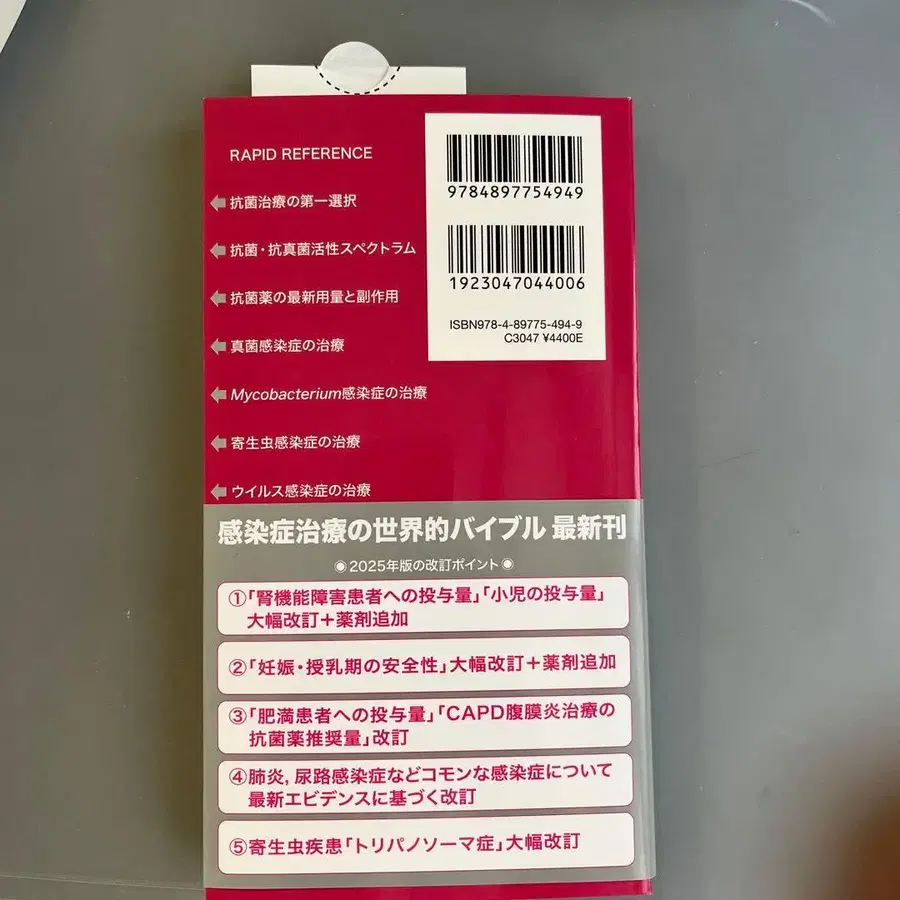 RAPID REFERENCE
抗菌治療の第一選択
抗菌・抗真菌活性スペクトラム
抗菌薬の最新用量と副作用
真菌感染症の治療
Mycobacterium感染症の治療
寄生虫感染症の治療
ウイルス感染症の治療
9784897754949
1923047044006
ISBN978-4-89775-494-9
C3047 ¥4400E
感染症治療の世界的バイブル 最新刊
◉2025年版の改訂ポイント◉
①「腎機能障害患者への投与量」「小児の投与量」
大幅改訂+薬剤追加
②「妊娠・授乳期の安全性」大幅改訂+薬剤追加
③「肥満患者への投与量」「CAPD腹膜炎治療の
抗菌薬推奨量」改訂
④肺炎, 尿路感染症などコモンな感染症について
最新エビデンスに基づく改訂
⑤寄生虫疾患「トリパノソーマ症」大幅改訂